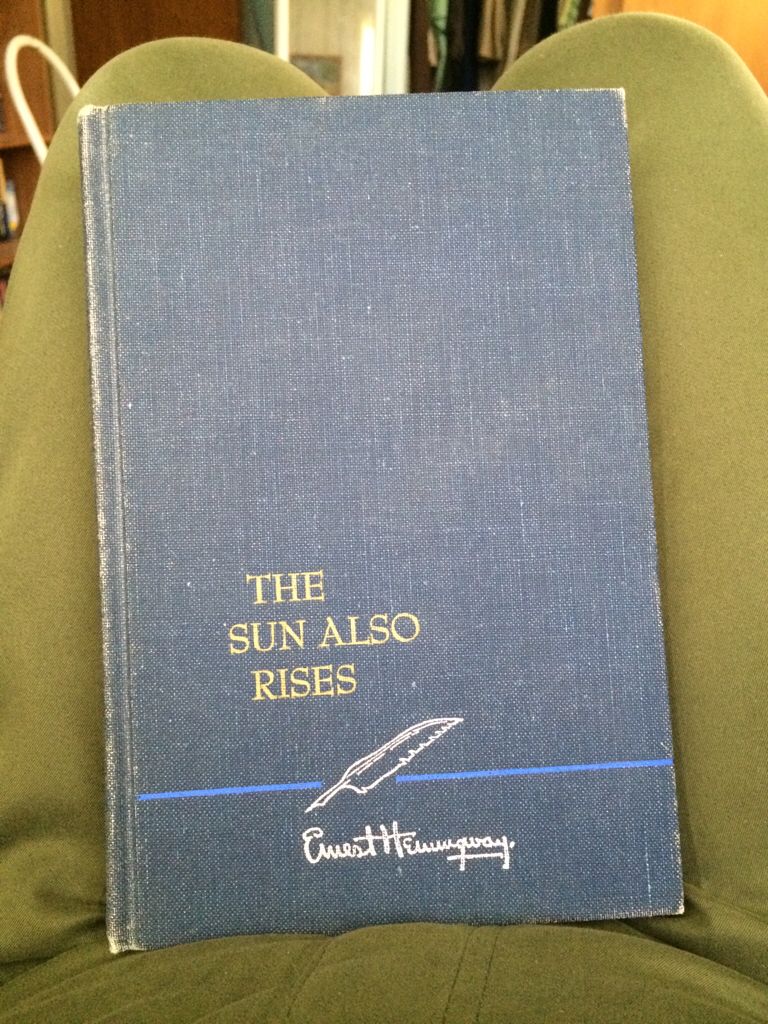 THE
SUN ALSO
RISES
Ernest Hemingway.